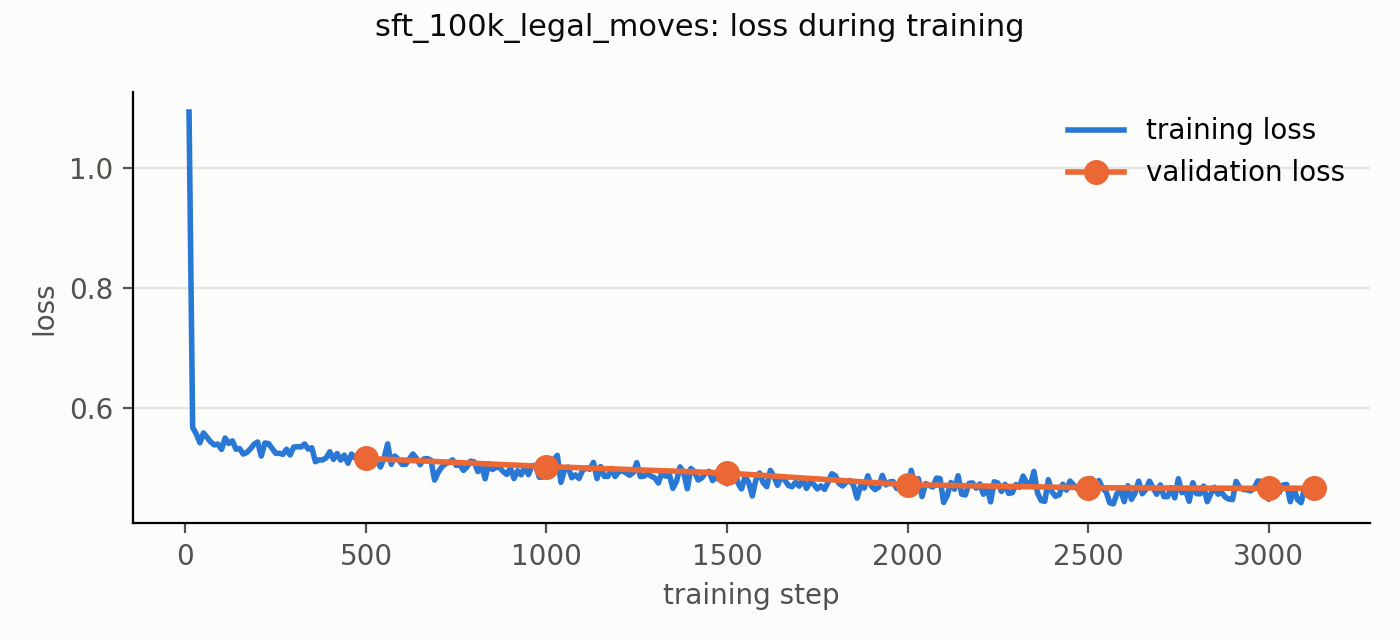 sft_100k_legal_moves: loss during training
training loss
validation loss
1.0
0.8
0.6
loss
0 500 1000 1500 2000 2500 3000
training step